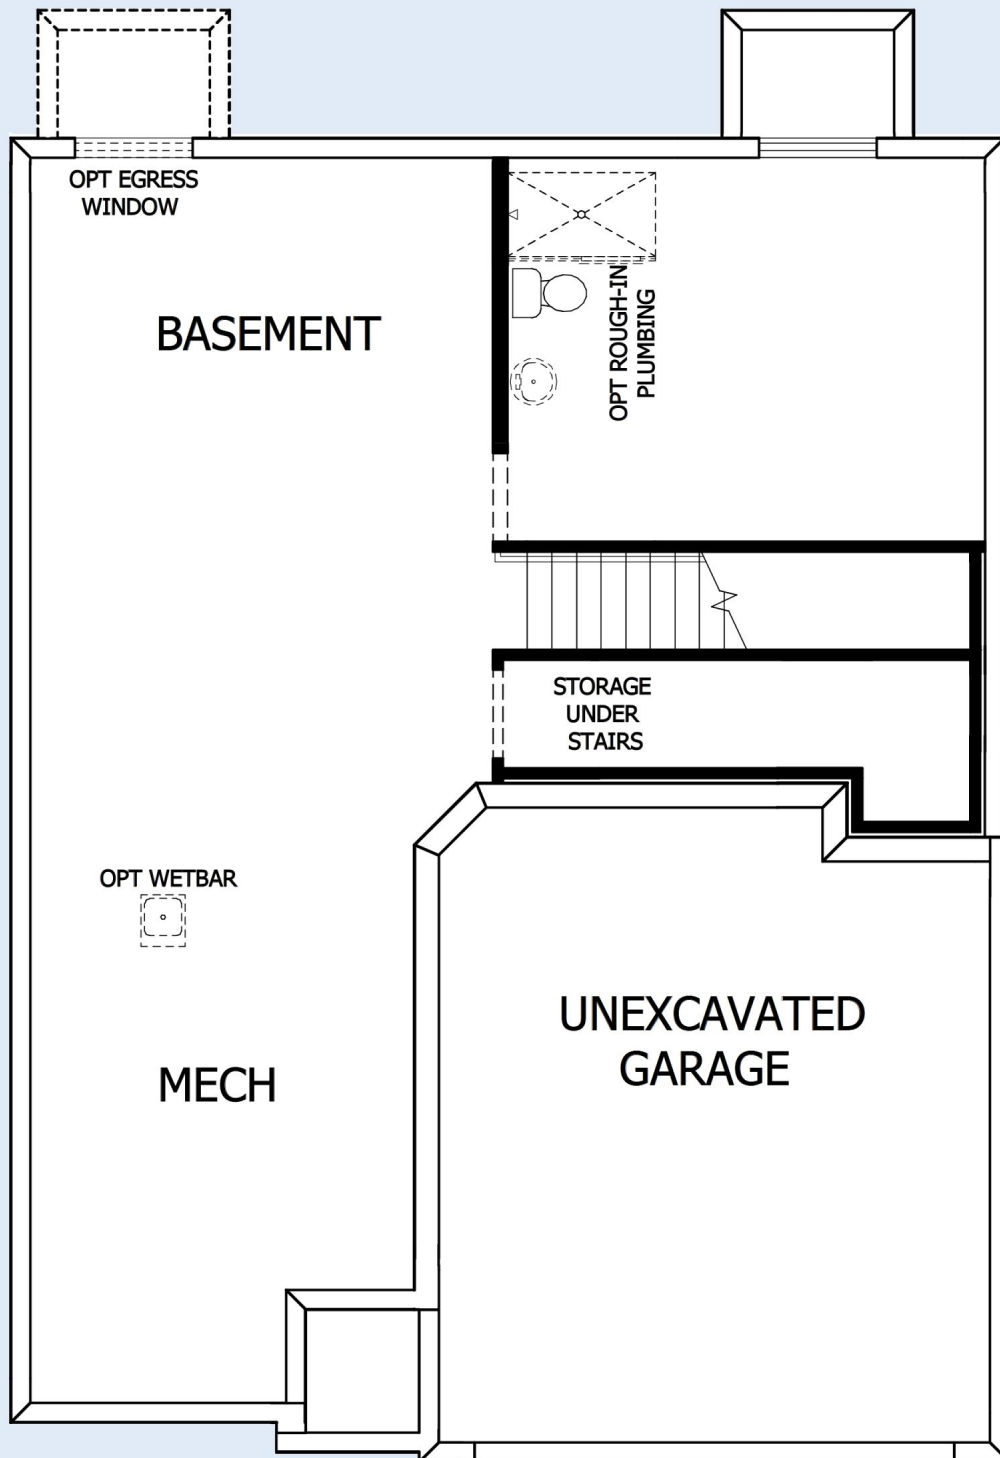 OPT EGRESS
WINDOW
BASEMENT
OPT ROUGH-IN
PLUMBING
STORAGE
UNDER
STAIRS
OPT WETBAR
UNEXCAVATED
GARAGE
MECH